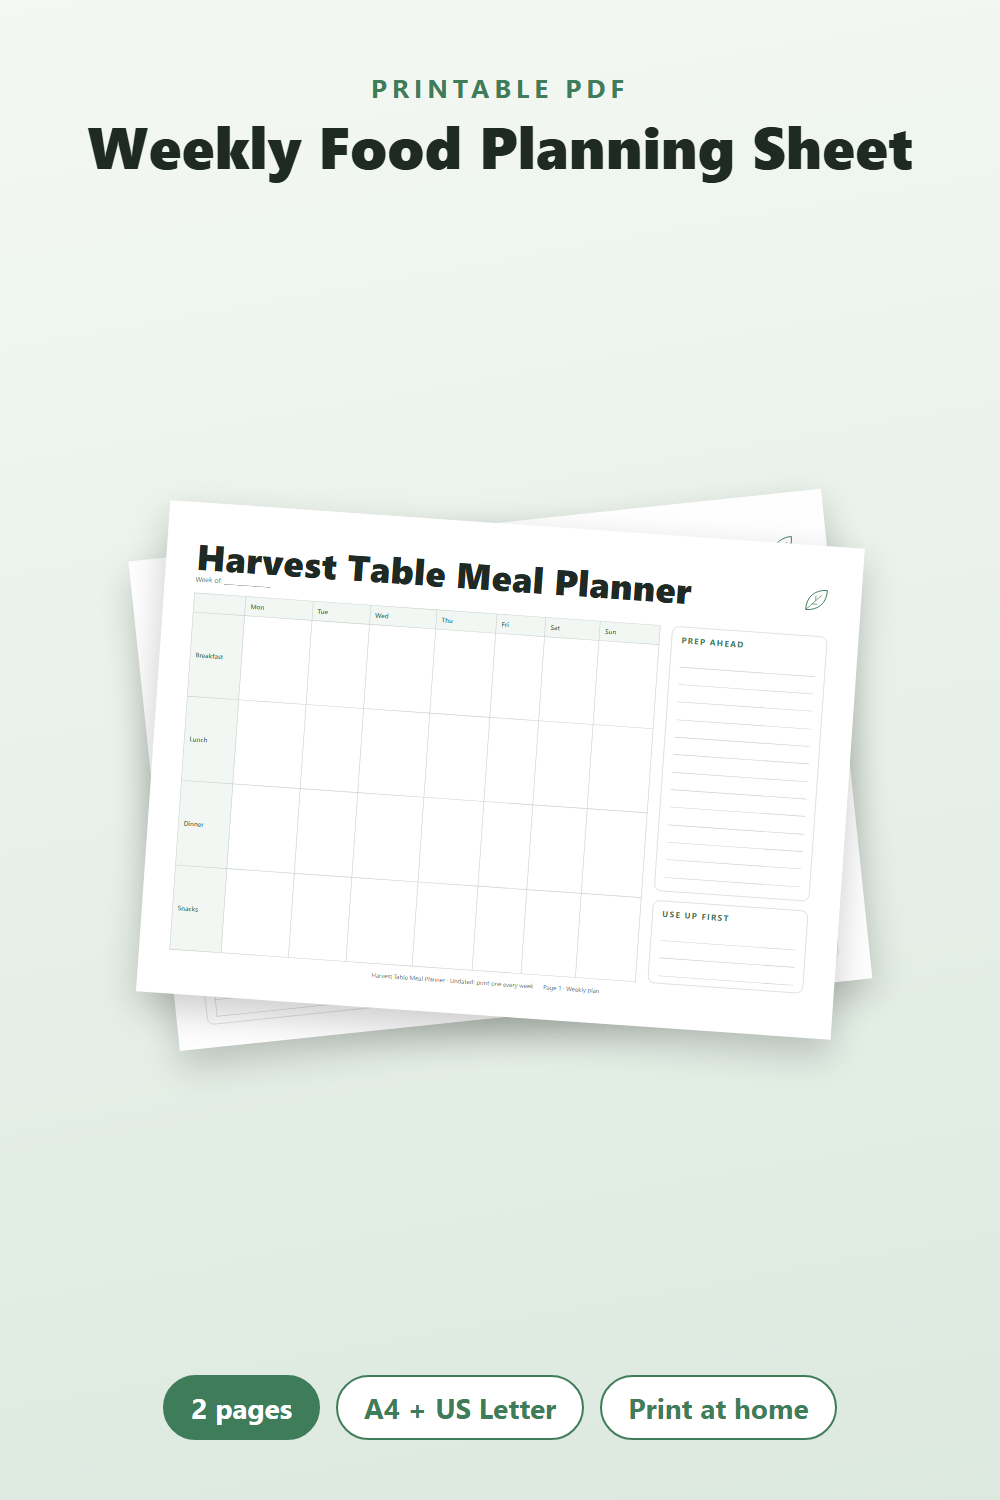 PRINTABLE PDF
Weekly Food Planning Sheet
Harvest Table Meal Planner
Week of: ___________
Mon Tue Wed Thu Fri Sat Sun
Breakfast
Lunch
Dinner
Snacks
PREP AHEAD
USE UP FIRST
Harvest Table Meal Planner · Undated: print one every week Page 1 · Weekly plan
2 pages
A4 + US Letter
Print at home